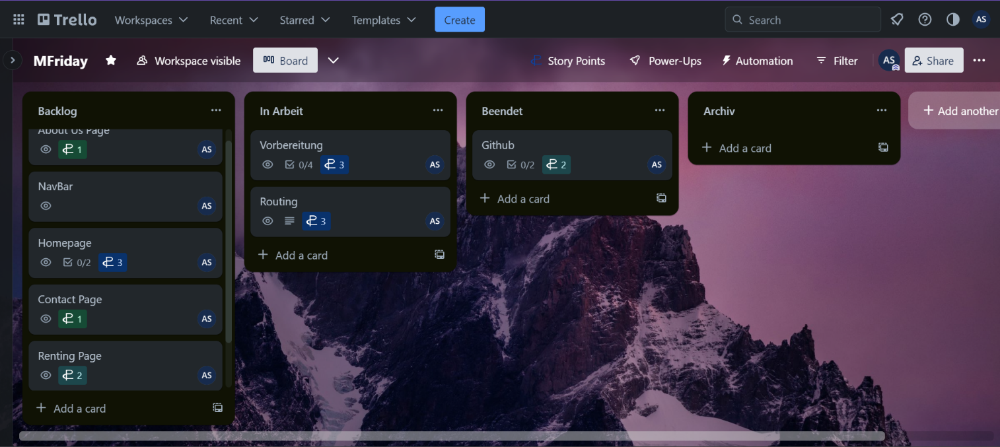 Trello Workspaces Recent Starred Templates Create Search AS
MFriday Workspace visible Board Story Points Power-Ups Automation Filter AS Share
Backlog
About Us Page
1 AS
NavBar
AS
Homepage
0/2 3 AS
Contact Page
1 AS
Renting Page
2 AS
Add a card
In Arbeit
Vorbereitung
0/4 3 AS
Routing
3 AS
Add a card
Beendet
Github
0/2 2 AS
Add a card
Archiv
Add a card
Add another